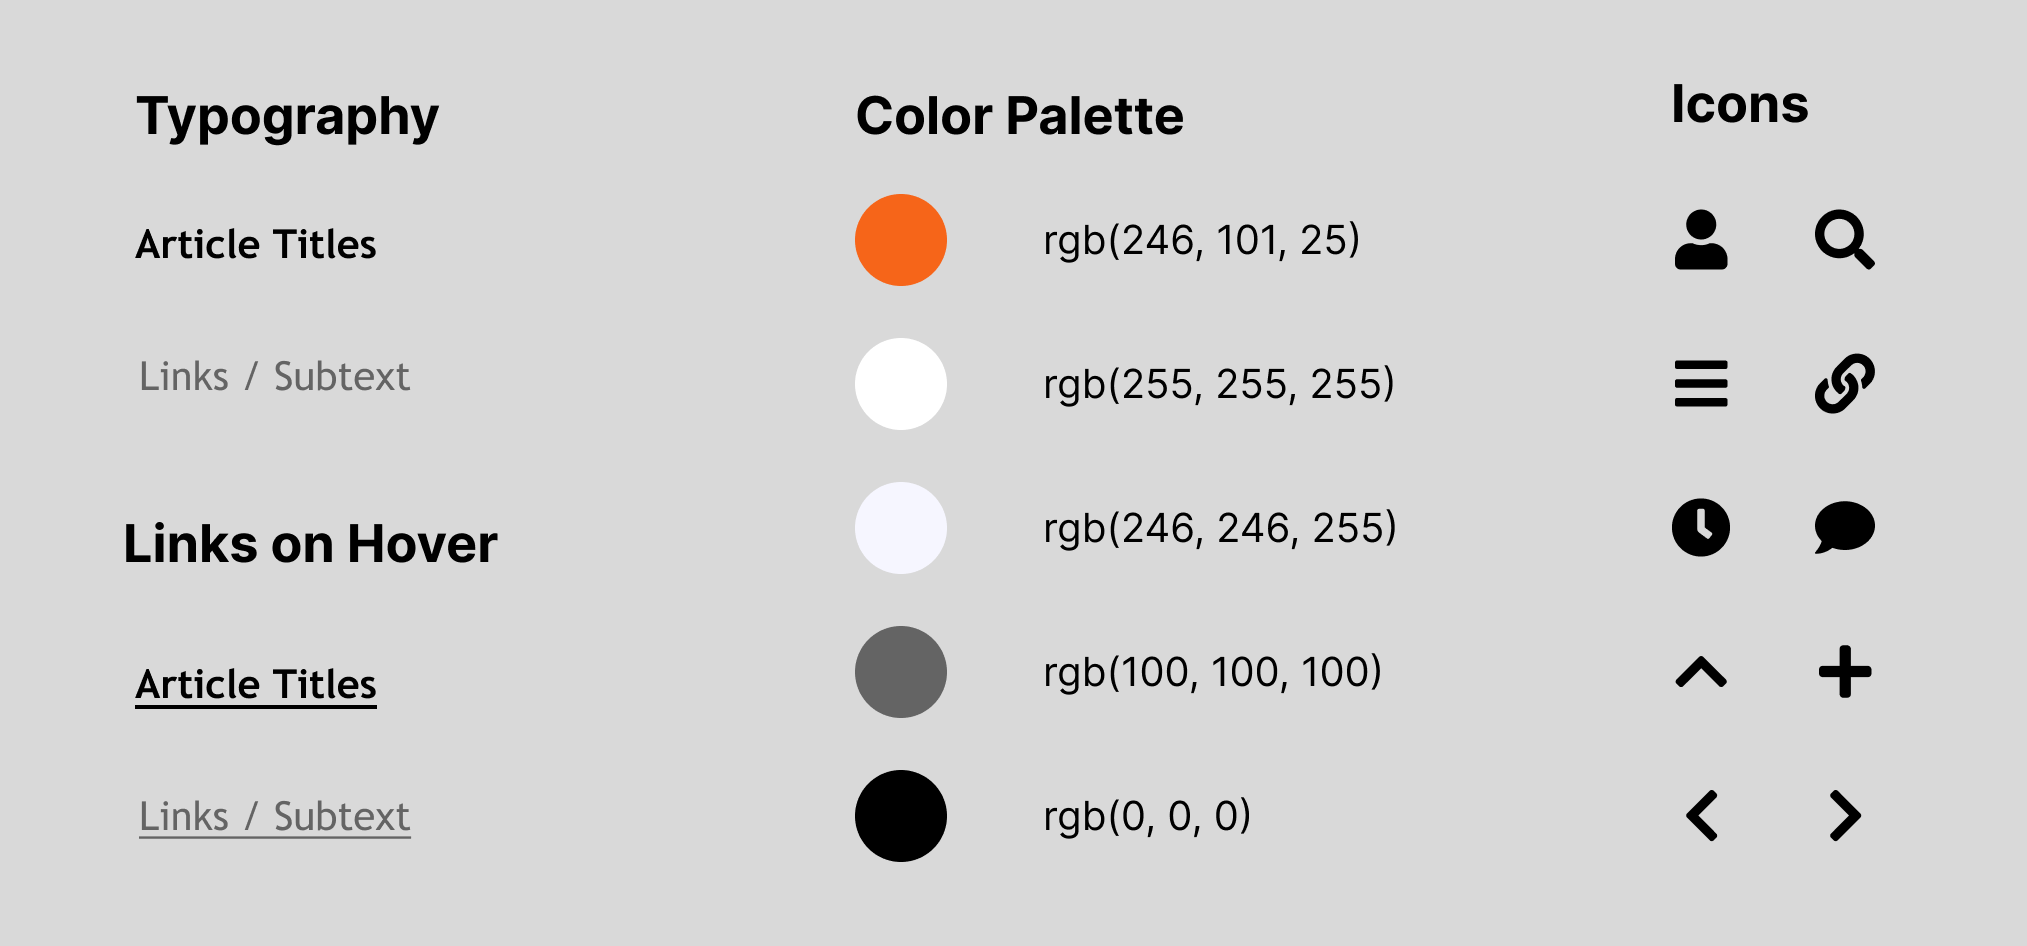 Typography
Article Titles
Links / Subtext
Links on Hover
Article Titles
Links / Subtext
Color Palette
rgb(246, 101, 25)
rgb(255, 255, 255)
rgb(246, 246, 255)
rgb(100, 100, 100)
rgb(0, 0, 0)
Icons